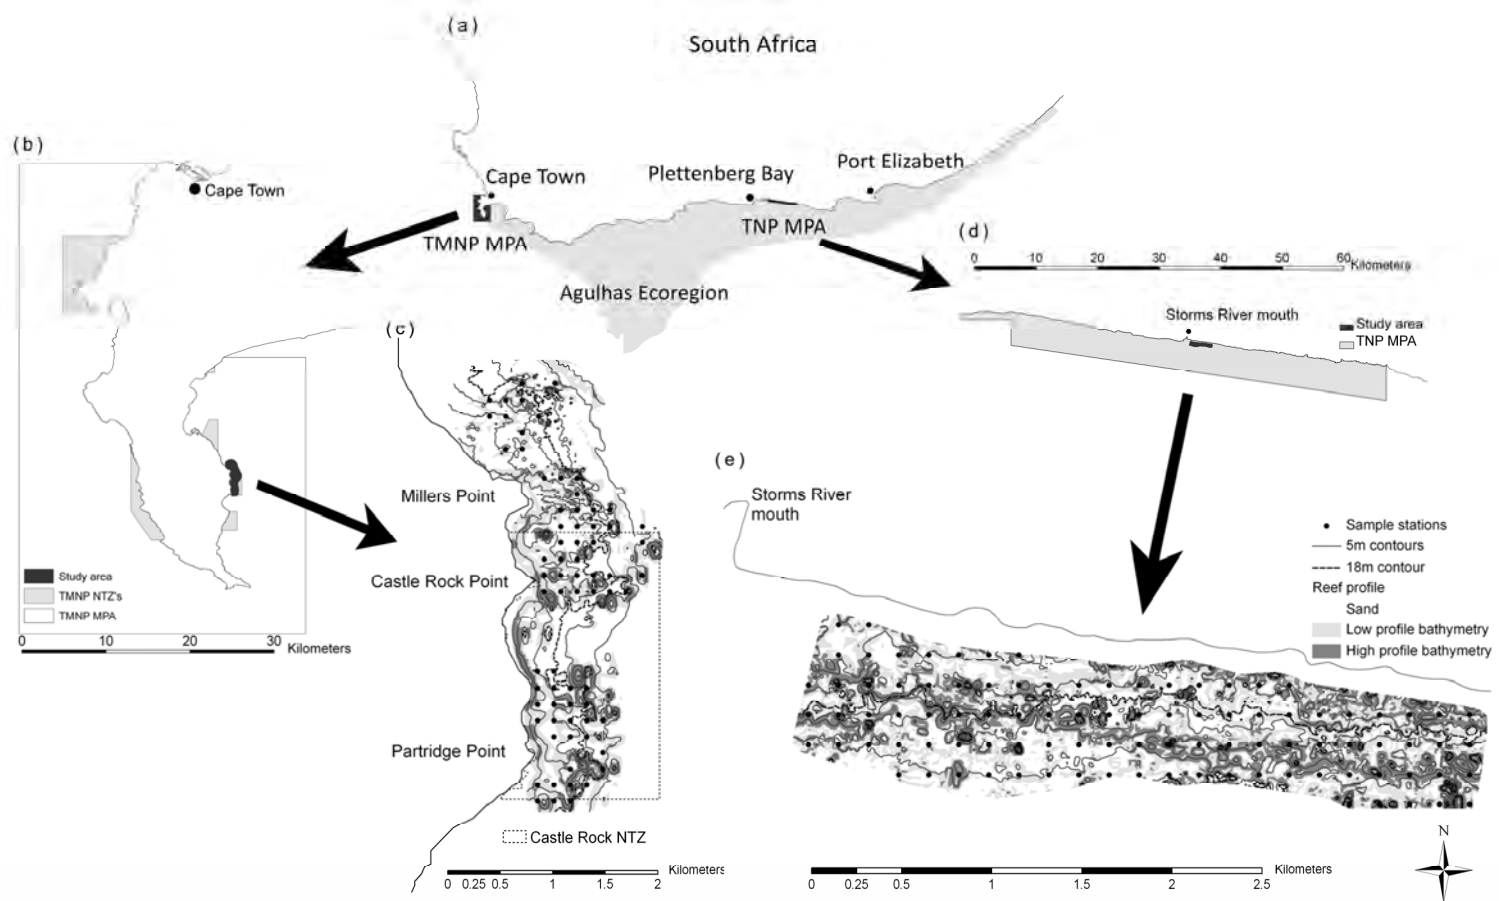 (a)
South Africa
Cape Town
Plettenberg Bay
Port Elizabeth
TMNP MPA
TNP MPA
Agulhas Ecoregion
(b)
Cape Town
Study area
TMNP NTZ's
TMNP MPA
0 10 20 30
Kilometers
(c)
Millers Point
Castle Rock Point
Partridge Point
Castle Rock NTZ
Kilometers
0 0.25 0.5 1 1.5 2
(d)
0 10 20 30 40 50 60
Kilometers
Storms River mouth
Study area
TNP MPA
(e)
Storms River
mouth
Sample stations
5m contours
18m contour
Reef profile
Sand
Low profile bathymetry
High profile bathymetry
Kilometers
0 0.25 0.5 1 1.5 2 2.5
N